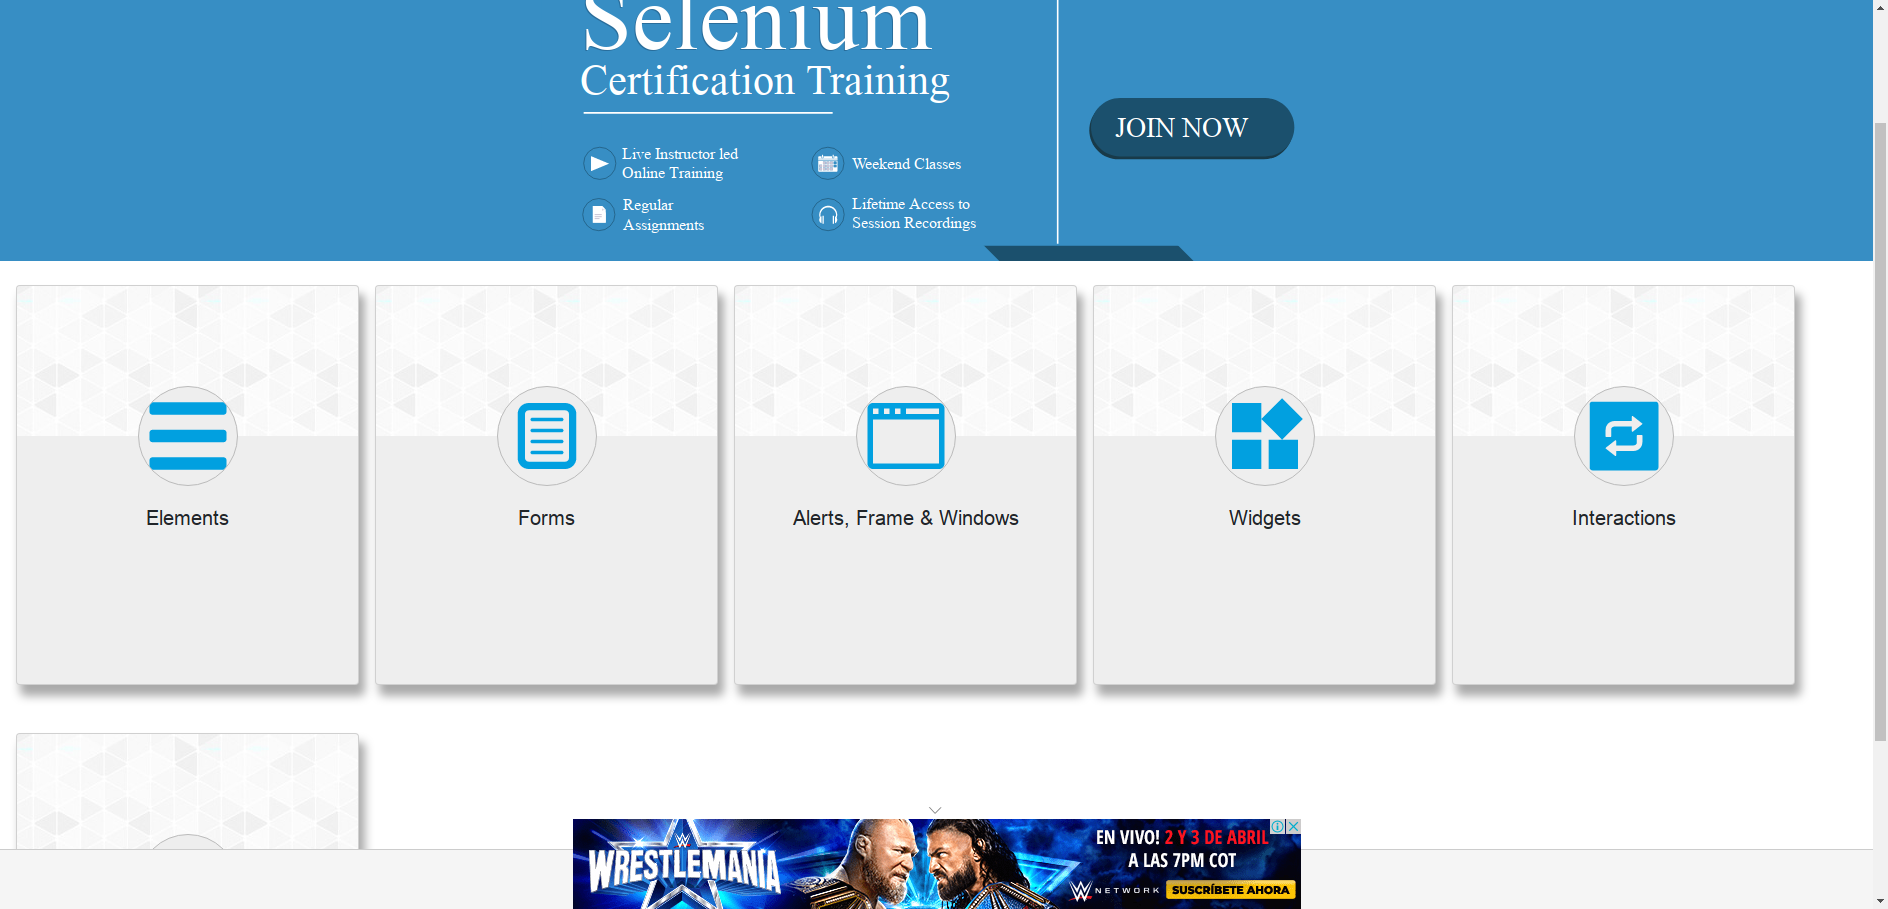 Selenium
Certification Training
JOIN NOW
Live Instructor led
Online Training
Weekend Classes
Regular
Assignments
Lifetime Access to
Session Recordings
Elements
Forms
Alerts, Frame & Windows
Widgets
Interactions
WRESTLEMANIA
EN VIVO! 2 Y 3 DE ABRIL
A LAS 7PM COT
W NETWORK
SUSCRÍBETE AHORA